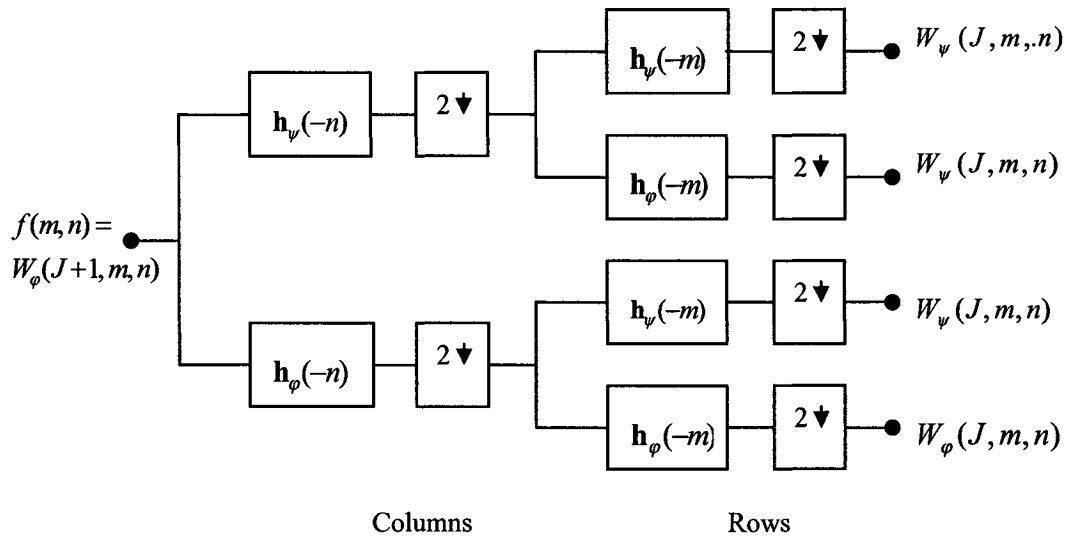 h_ψ(−m)
2
W_ψ (J, m,.n)
h_ψ(−n)
2
h_φ(−m)
2
W_ψ (J, m, n)
f(m,n) =
W_φ(J+1, m, n)
h_ψ(−m)
2
W_ψ (J, m, n)
h_φ(−n)
2
h_φ(−m)
2
W_φ (J, m, n)
Columns
Rows